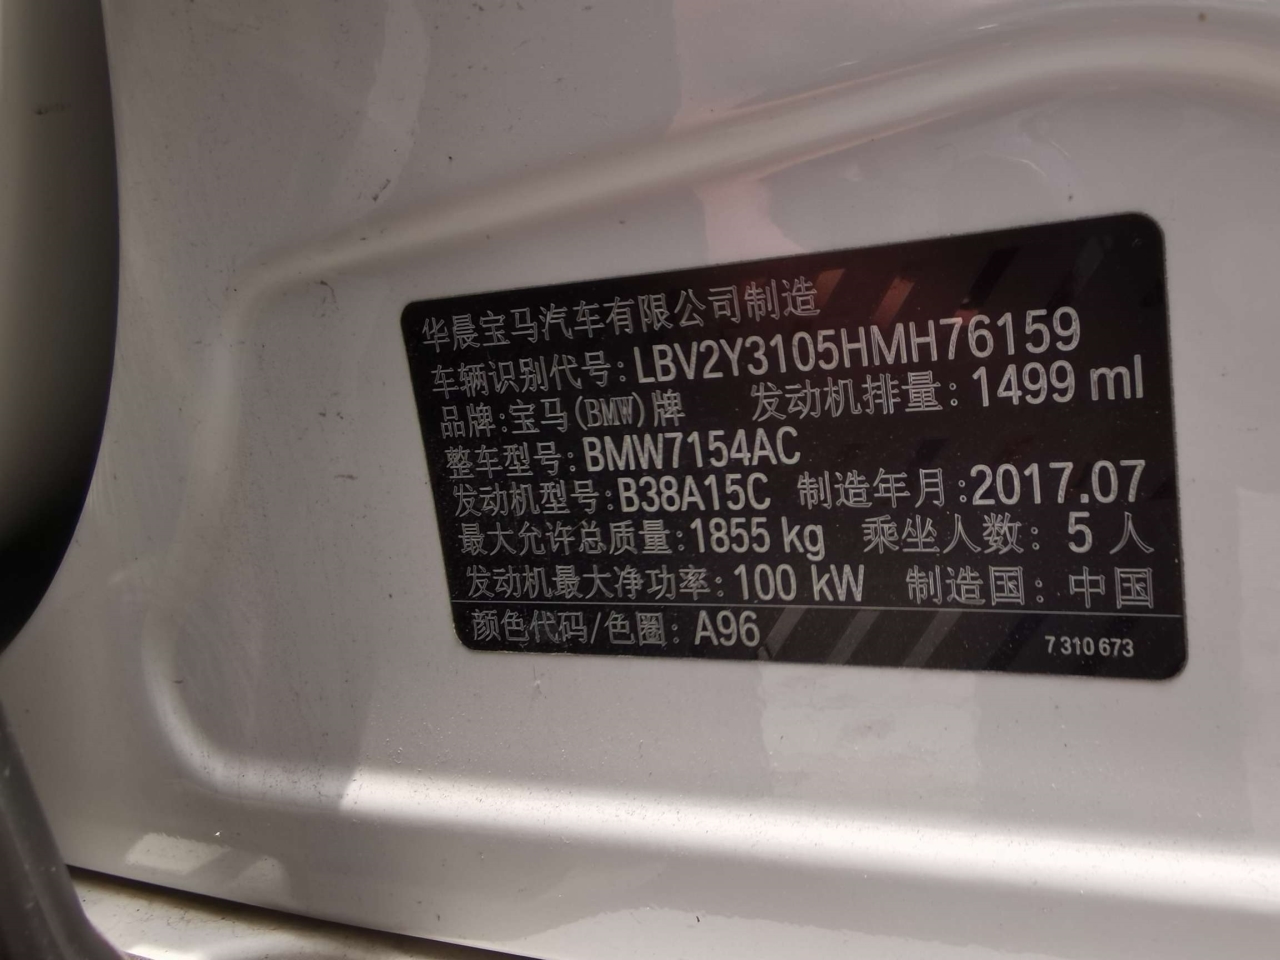 华晨宝马汽车有限公司制造
车辆识别代号: LBV2Y3105HMH76159
品牌: 宝马(BMW)牌 发动机排量: 1499 ml
整车型号: BMW7154AC
发动机型号: B38A15C 制造年月: 2017.07
最大允许总质量: 1855 kg 乘坐人数: 5 人
发动机最大净功率: 100 kW 制造国: 中国
颜色代码/色圈: A96 7 310 673